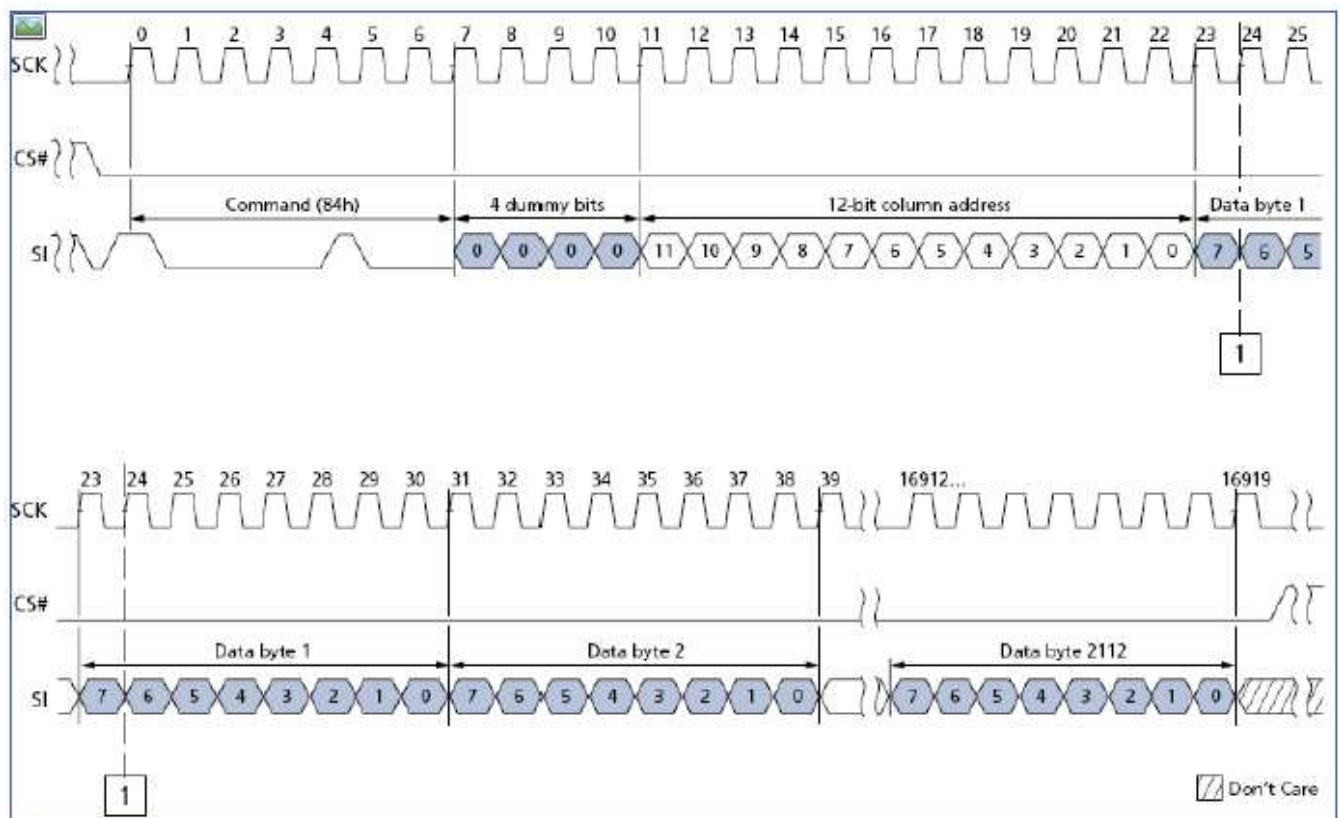 0 1 2 3 4 5 6 7 8 9 10 11 12 13 14 15 16 17 18 19 20 21 22 23 24 25
SCK
CS#
Command (84h) 4 dummy bits 12-bit column address Data byte 1
SI 0 0 0 0 11 10 9 8 7 6 5 4 3 2 1 0 7 6 5
1
23 24 25 26 27 28 29 30 31 32 33 34 35 36 37 38 39 16912... 16919
SCK
CS#
Data byte 1 Data byte 2 Data byte 2112
SI 7 6 5 4 3 2 1 0 7 6 5 4 3 2 1 0 7 6 5 4 3 2 1 0
1
Don't Care